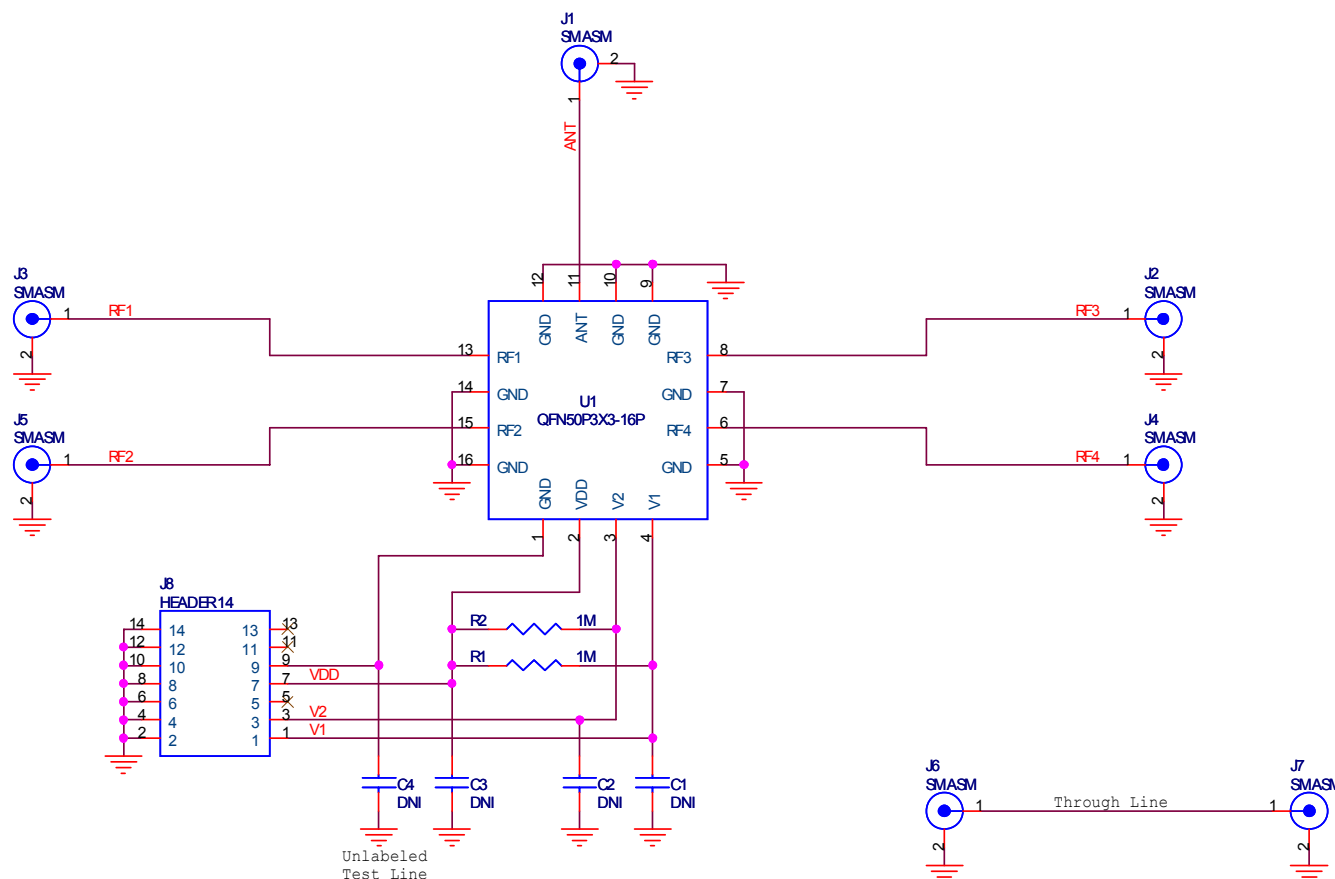 J1
SMASM
2
1
ANT
J3
SMASM
1
RF1
2
J2
SMASM
RF3
1
2
12
11
10
9
GND
ANT
GND
GND
13
RF1
RF3
8
14
GND
GND
7
U1
QFN50P3X3-16P
15
RF2
RF4
6
16
GND
GND
5
GND
VDD
V2
V1
1
2
3
4
J5
SMASM
1
RF2
2
J4
SMASM
RF4
1
2
J8
HEADER14
14 14 13 13
12 12 11 11
10 10 9 9
8 8 7 7 VDD
6 6 5 5
4 4 3 3 V2
2 2 1 1 V1
R2 1M
R1 1M
C4
DNI
C3
DNI
C2
DNI
C1
DNI
Unlabeled
Test Line
J6
SMASM
1
2
Through Line
J7
SMASM
1
2